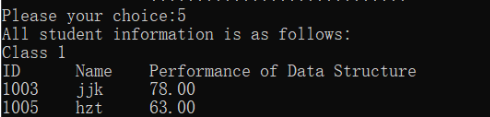 Please your choice:5
All student information is as follows:
Class 1
ID Name Performance of Data Structure
1003 jjk 78.00
1005 hzt 63.00